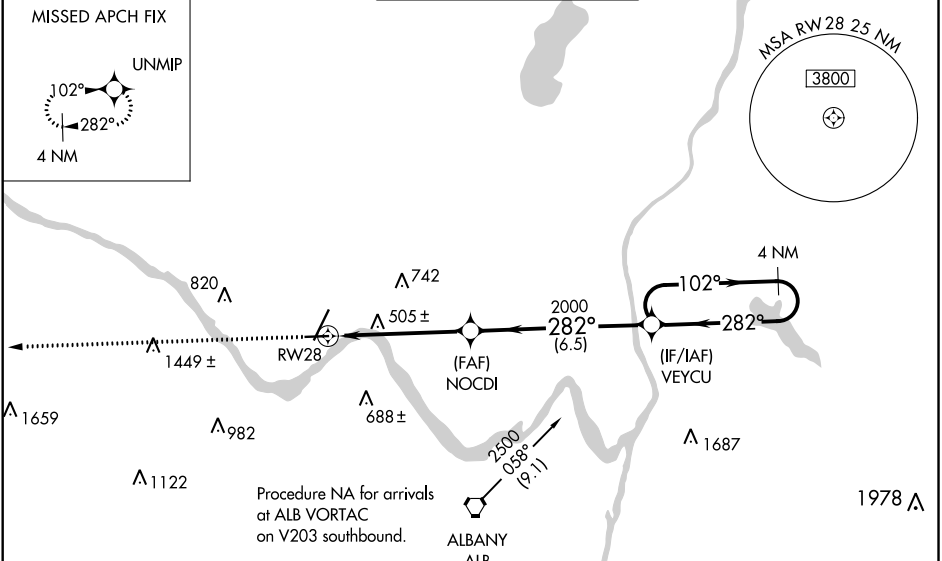 MISSED APCH FIX
UNMIP
102°
282°
4 NM
MSA RW 28 25 NM
3800
4 NM
820
742
102°
2000
505 ±
282°
282°
(6.5)
1449 ±
RW28
(FAF)
NOCDI
(IF/IAF)
VEYCU
1659
688 ±
982
1687
2500
058°
(9.1)
1122
Procedure NA for arrivals
at ALB VORTAC
on V203 southbound.
1978
ALBANY
ALB